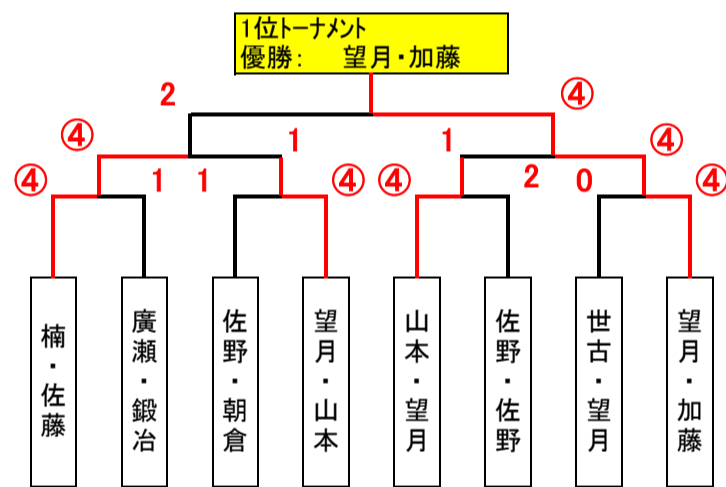 1位トーナメント
優勝： 望月・加藤
2 ④
④ 1 1 ④
④ 1 1 ④ ④ 2 0 ④
楠・佐藤
廣瀬・鍛冶
佐野・朝倉
望月・山本
山本・望月
佐野・佐野
世古・望月
望月・加藤